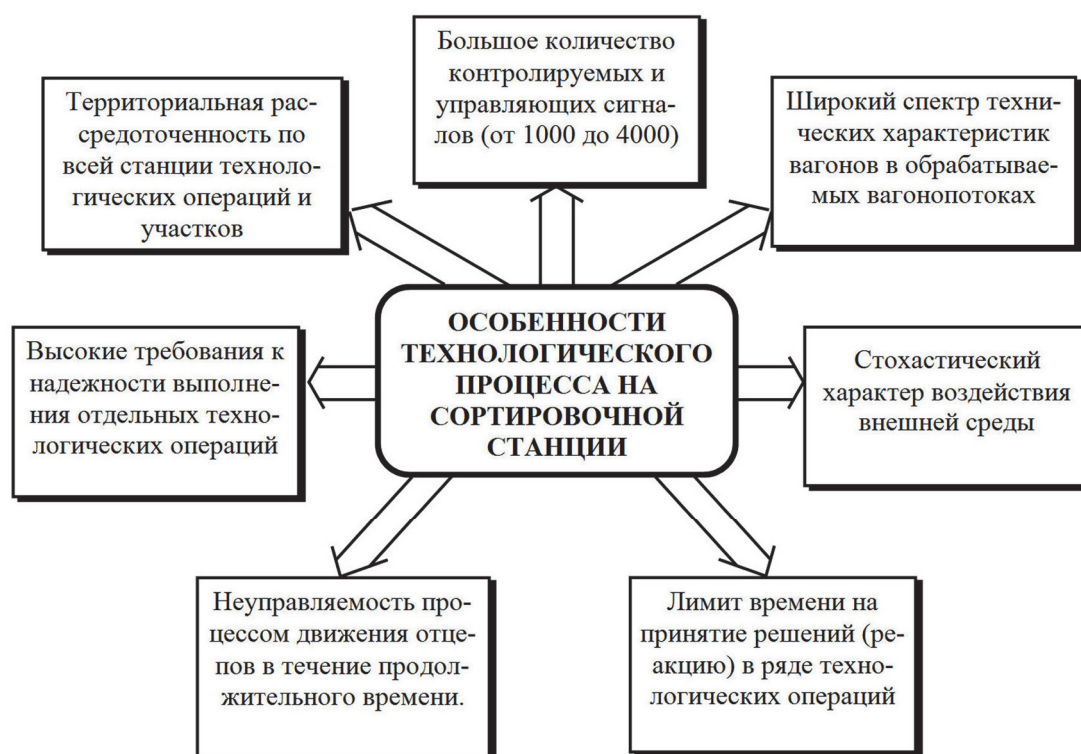 Большое количество
контролируемых и
управляющих сигна-
лов (от 1000 до 4000)
Территориальная рас-
средоточенность по
всей станции техноло-
гических операций и
участков
Широкий спектр техни-
ческих характеристик
вагонов в обрабатывае-
мых вагонопотоках
ОСОБЕННОСТИ
ТЕХНОЛОГИЧЕСКОГО
ПРОЦЕССА НА
СОРТИРОВОЧНОЙ
СТАНЦИИ
Высокие требования к
надежности выполне-
ния отдельных техно-
логических операций
Стохастический
характер воздействия
внешней среды
Неуправляемость про-
цессом движения отце-
пов в течение продол-
жительного времени.
Лимит времени на
принятие решений (ре-
акцию) в ряде техно-
логических операций